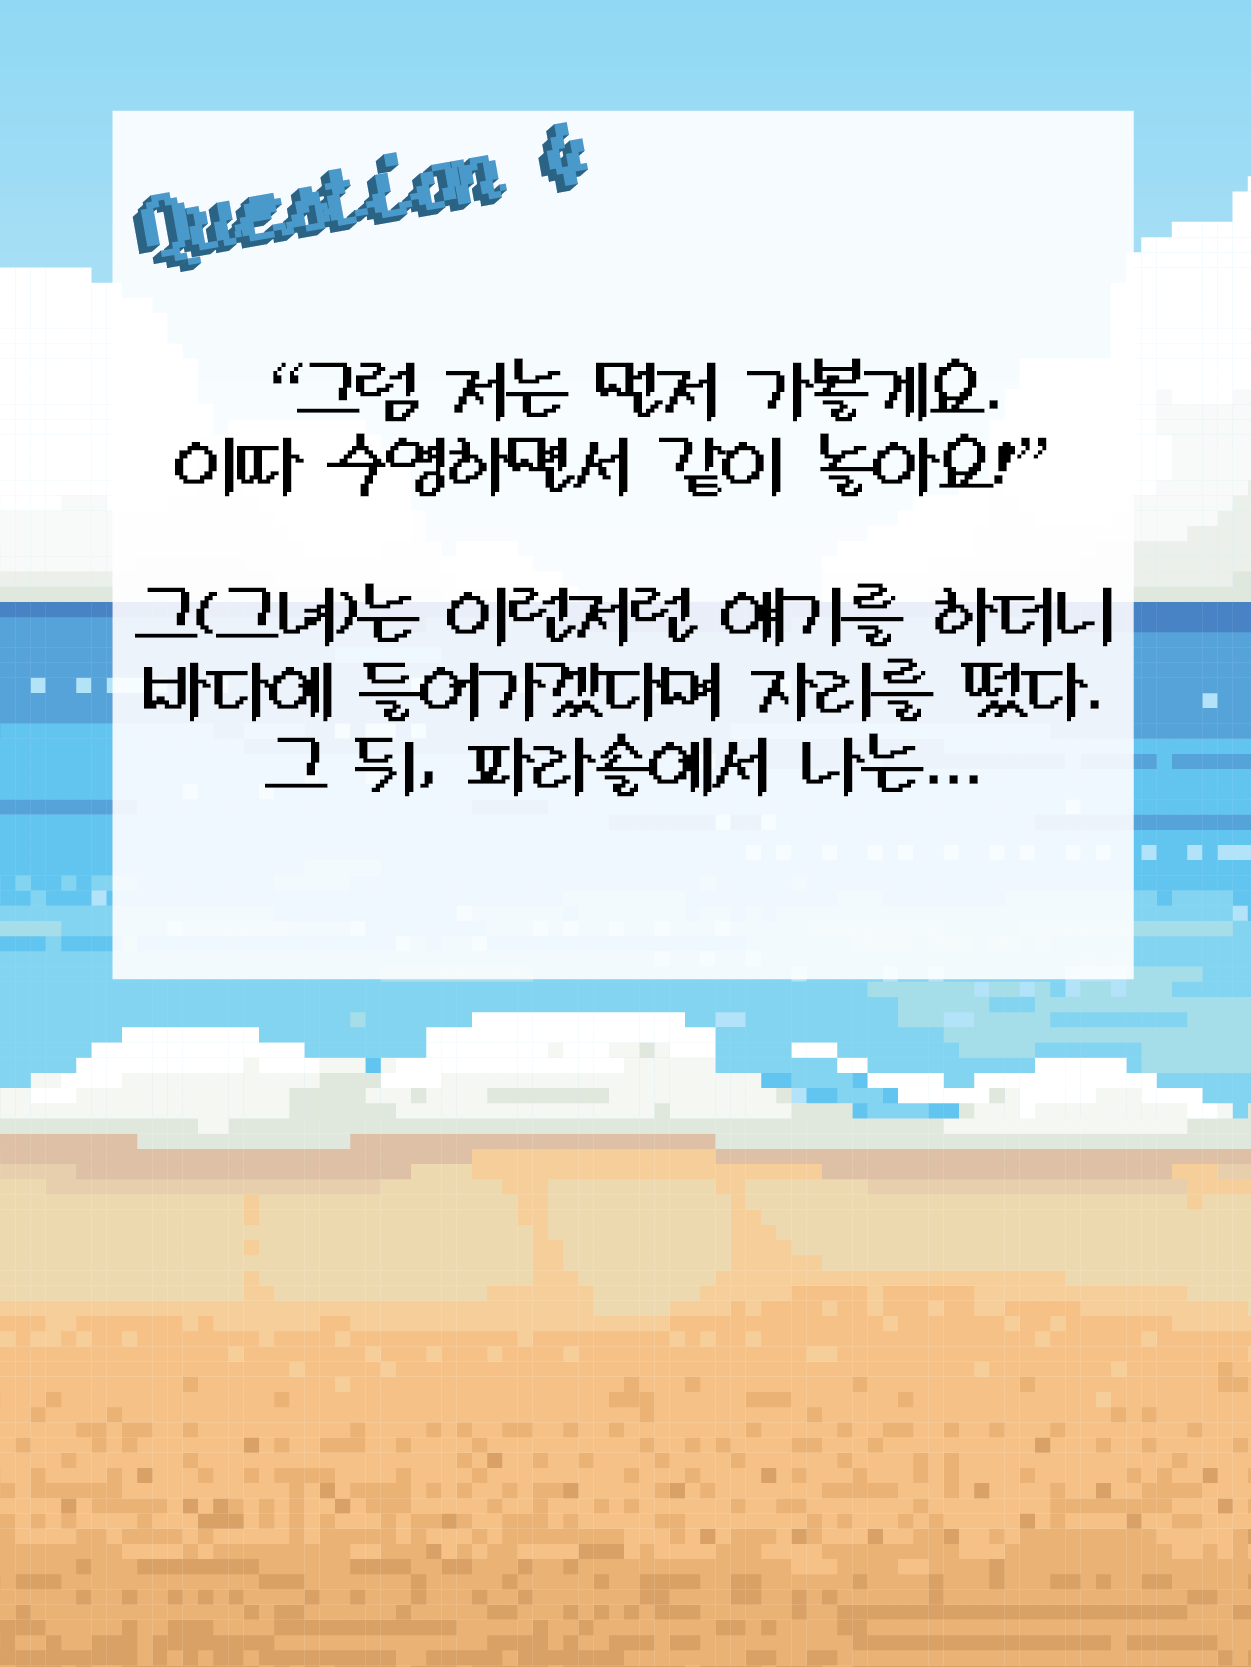 Question 4
“그럼 저는 먼저 가볼게요.
이따 수영하면서 같이 놀아요!”
그(그녀)는 이런저런 얘기를 하더니
바다에 들어가겠다며 자리를 떴다.
그 뒤, 파라솔에서 나는...